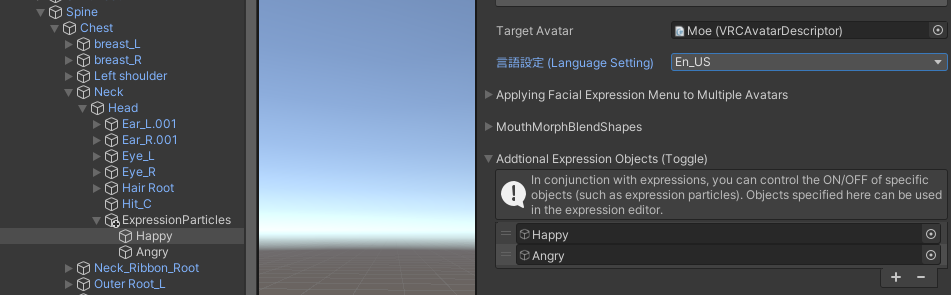 Spine
Chest
breast_L
breast_R
Left shoulder
Neck
Head
Ear_L.001
Ear_R.001
Eye_L
Eye_R
Hair Root
Hit_C
ExpressionParticles
Happy
Angry
Neck_Ribbon_Root
Outer Root_L
Target Avatar
Moe (VRCAvatarDescriptor)
言語設定 (Language Setting)
En_US
Applying Facial Expression Menu to Multiple Avatars
MouthMorphBlendShapes
Addtional Expression Objects (Toggle)
In conjunction with expressions, you can control the ON/OFF of specific
objects (such as expression particles). Objects specified here can be used
in the expression editor.
Happy
Angry